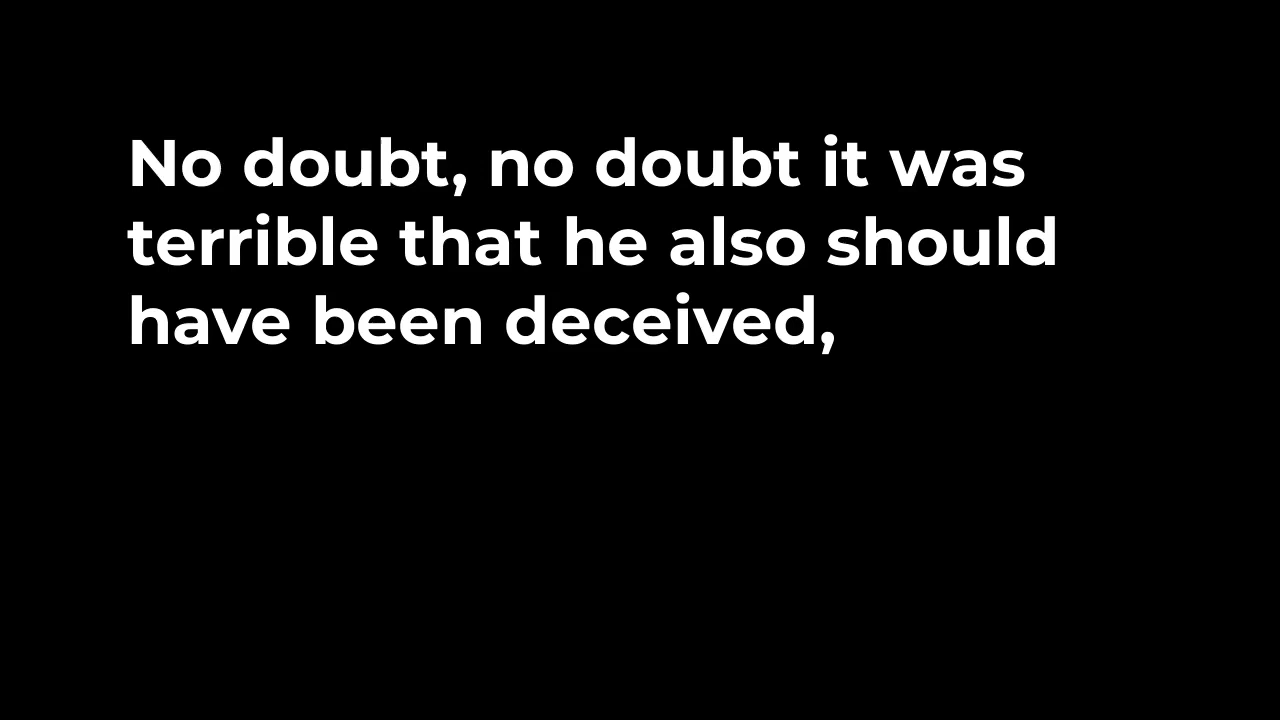 No doubt, no doubt it was
terrible that he also should
have been deceived,